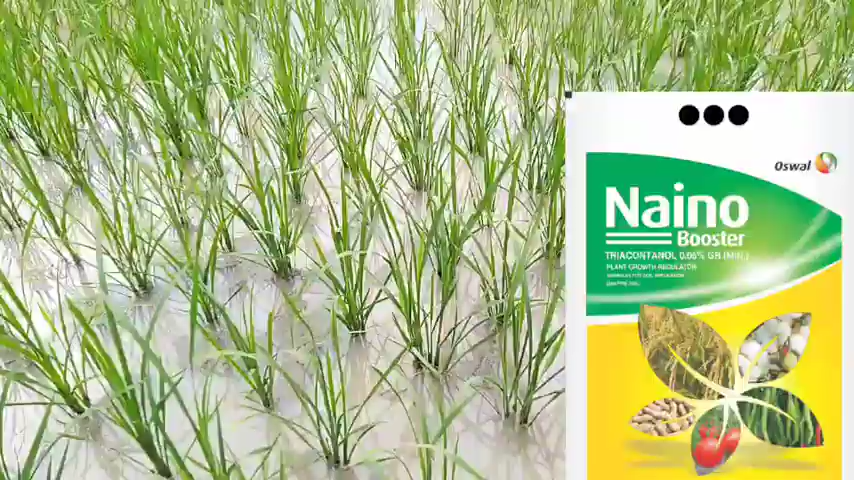 Oswal
Naino
Booster
TRIACONTANOL 0.05% GR (MIN.)
PLANT GROWTH REGULATOR